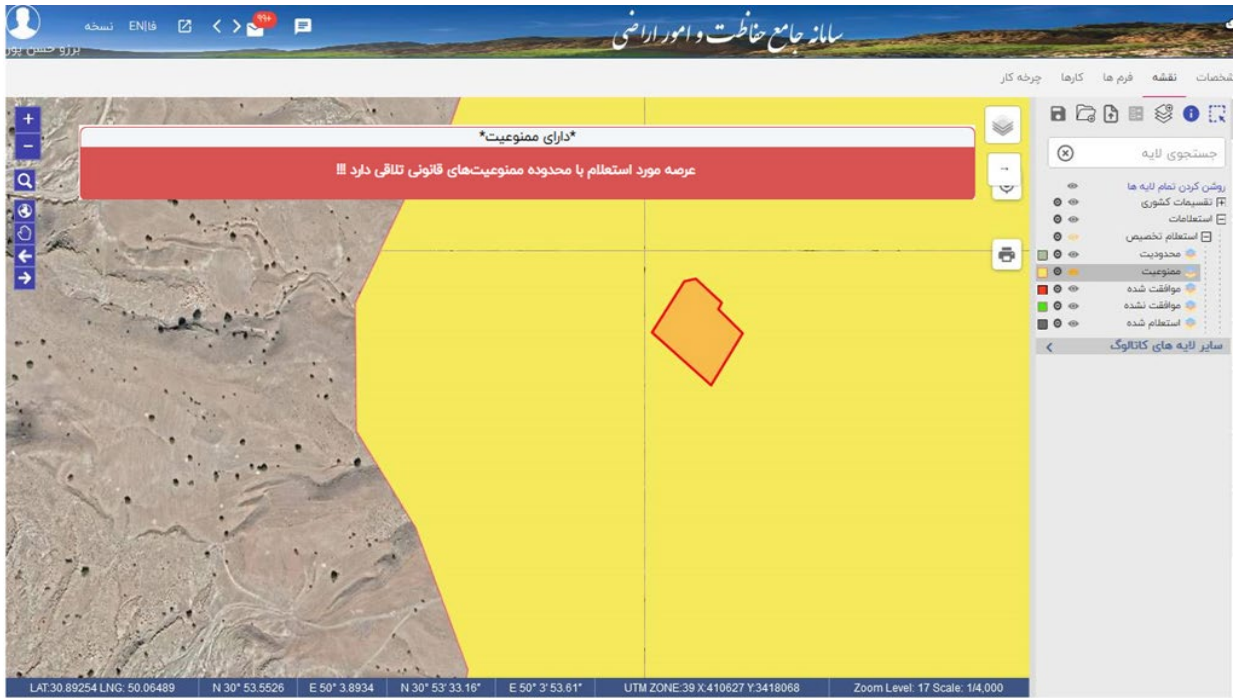 سامانه جامع حفاظت و امور اراضی
نسخه
EN|فا
99+
برزو حسن پور
نقشه فرم ها کارها چرخه کار
*دارای ممنوعیت*
عرصه مورد استعلام با محدوده ممنوعیت‌های قانونی تلاقی دارد !!!
جستجوی لایه
روشن کردن تمام لایه ها
تقسیمات کشوری
استعلامات
استعلام تخصیص
محدودیت
ممنوعیت
موافقت شده
موافقت نشده
استعلام شده
سایر لایه های کاتالوگ
LAT:30.89254 LNG: 50.06489
N 30° 53.5526
E 50° 3.8934
N 30° 53' 33.16"
E 50° 3' 53.61"
UTM ZONE:39 X:410627 Y:3418068
Zoom Level: 17 Scale: 1/4,000